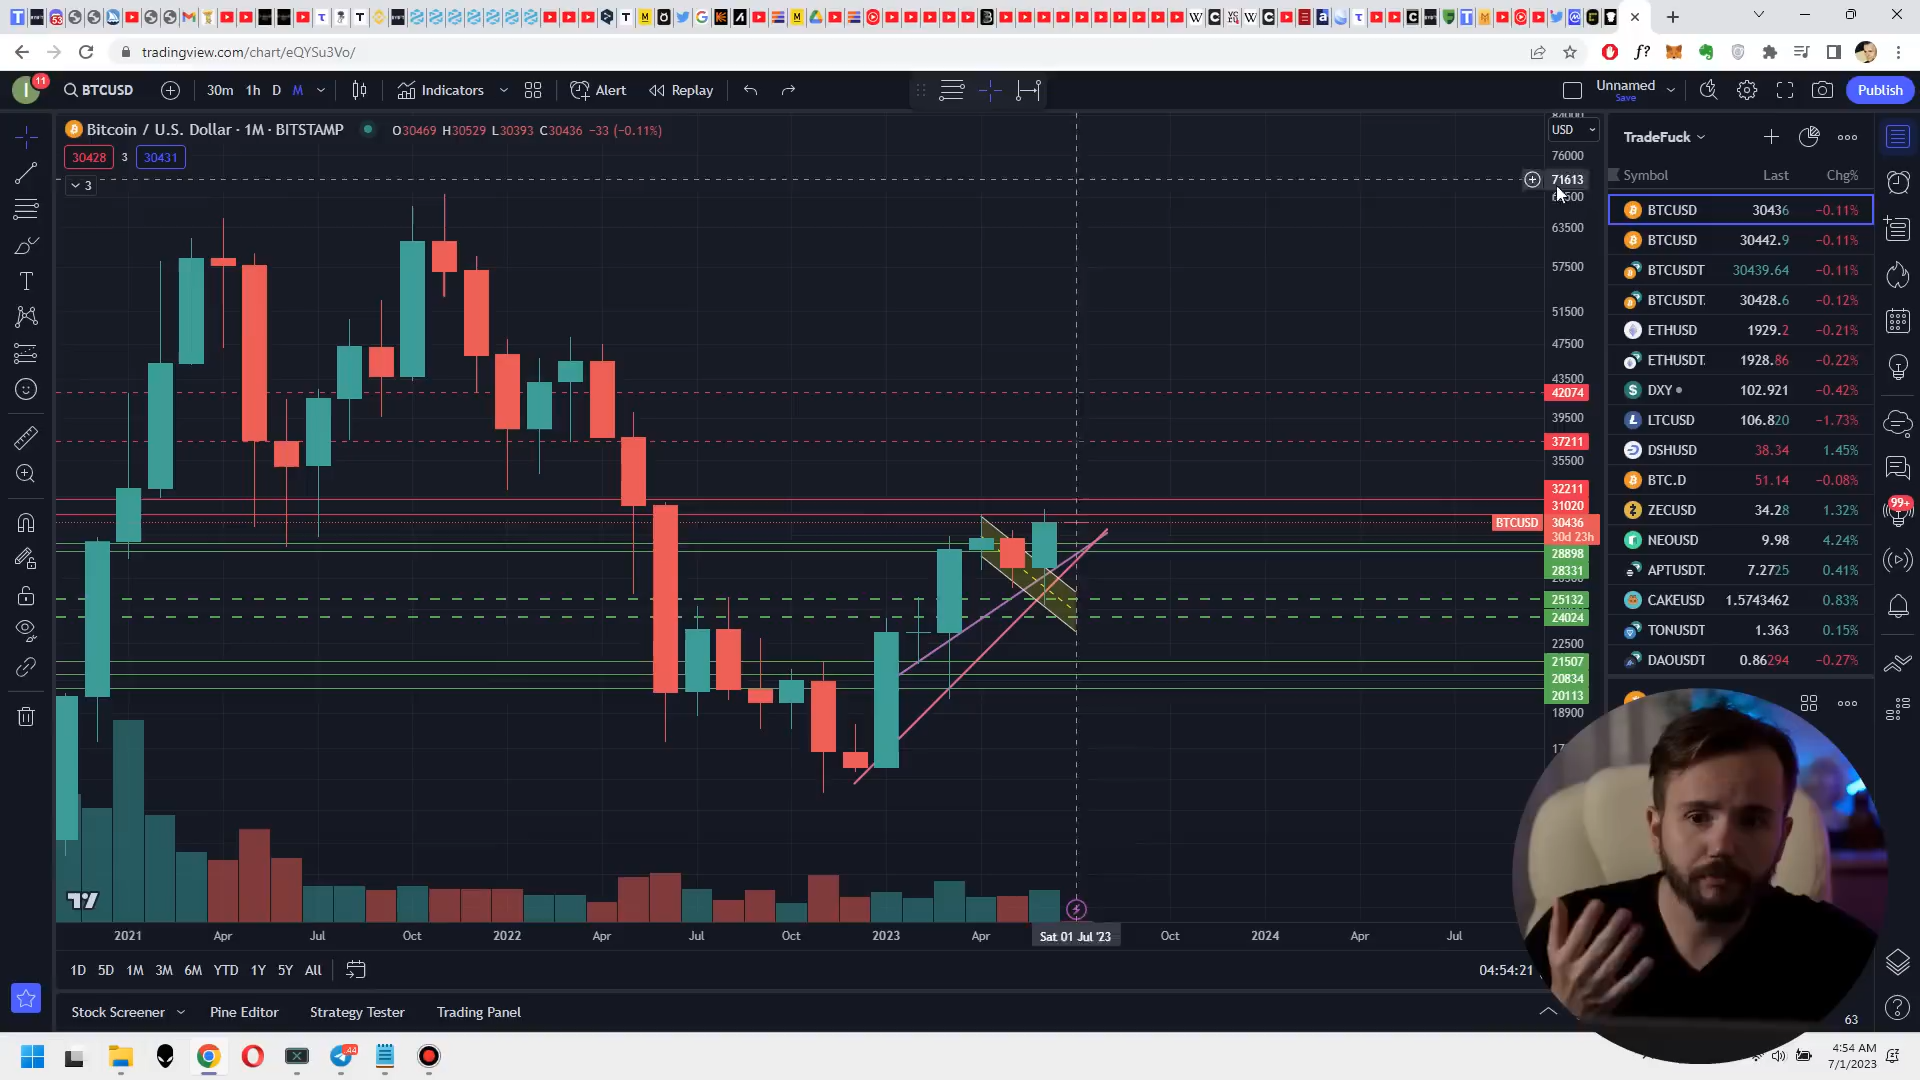 tradingview.com/chart/eQYSu3Vo/
11
BTCUSD
30m 1h D M
Indicators
Alert
Replay
Unnamed
Save
Publish
Bitcoin / U.S. Dollar · 1M · BITSTAMP
O30469 H30529 L30393 C30436 −33 (−0.11%)
30428 3 30431
3
USD
76000
71613
63500
57500
51500
47500
43500
42074
39500
37211
35500
32211
31020
BTCUSD 30436
30d 23h
28898
28331
25132
24024
22500
21507
20834
20113
18900
TradeFuck
Symbol Last Chg%
BTCUSD 30436 −0.11%
BTCUSD 30442.9 −0.11%
BTCUSDT 30439.64 −0.11%
BTCUSDT. 30428.6 −0.12%
ETHUSD 1929.2 −0.21%
ETHUSDT. 1928.86 −0.22%
DXY 102.921 −0.42%
LTCUSD 106.820 −1.73%
DSHUSD 38.34 1.45%
BTC.D 51.14 −0.08%
ZECUSD 34.28 1.32%
NEOUSD 9.98 4.24%
APTUSDT. 7.2725 0.41%
CAKEUSD 1.5743462 0.83%
TONUSDT 1.363 0.15%
DAOUSDT 0.86294 −0.27%
99+
2021 Apr Jul Oct 2022 Apr Jul Oct 2023 Apr Sat 01 Jul '23 Oct 2024 Apr Jul
1D 5D 1M 3M 6M YTD 1Y 5Y All
04:54:21
Stock Screener Pine Editor Strategy Tester Trading Panel
63
44
4:54 AM
7/1/2023